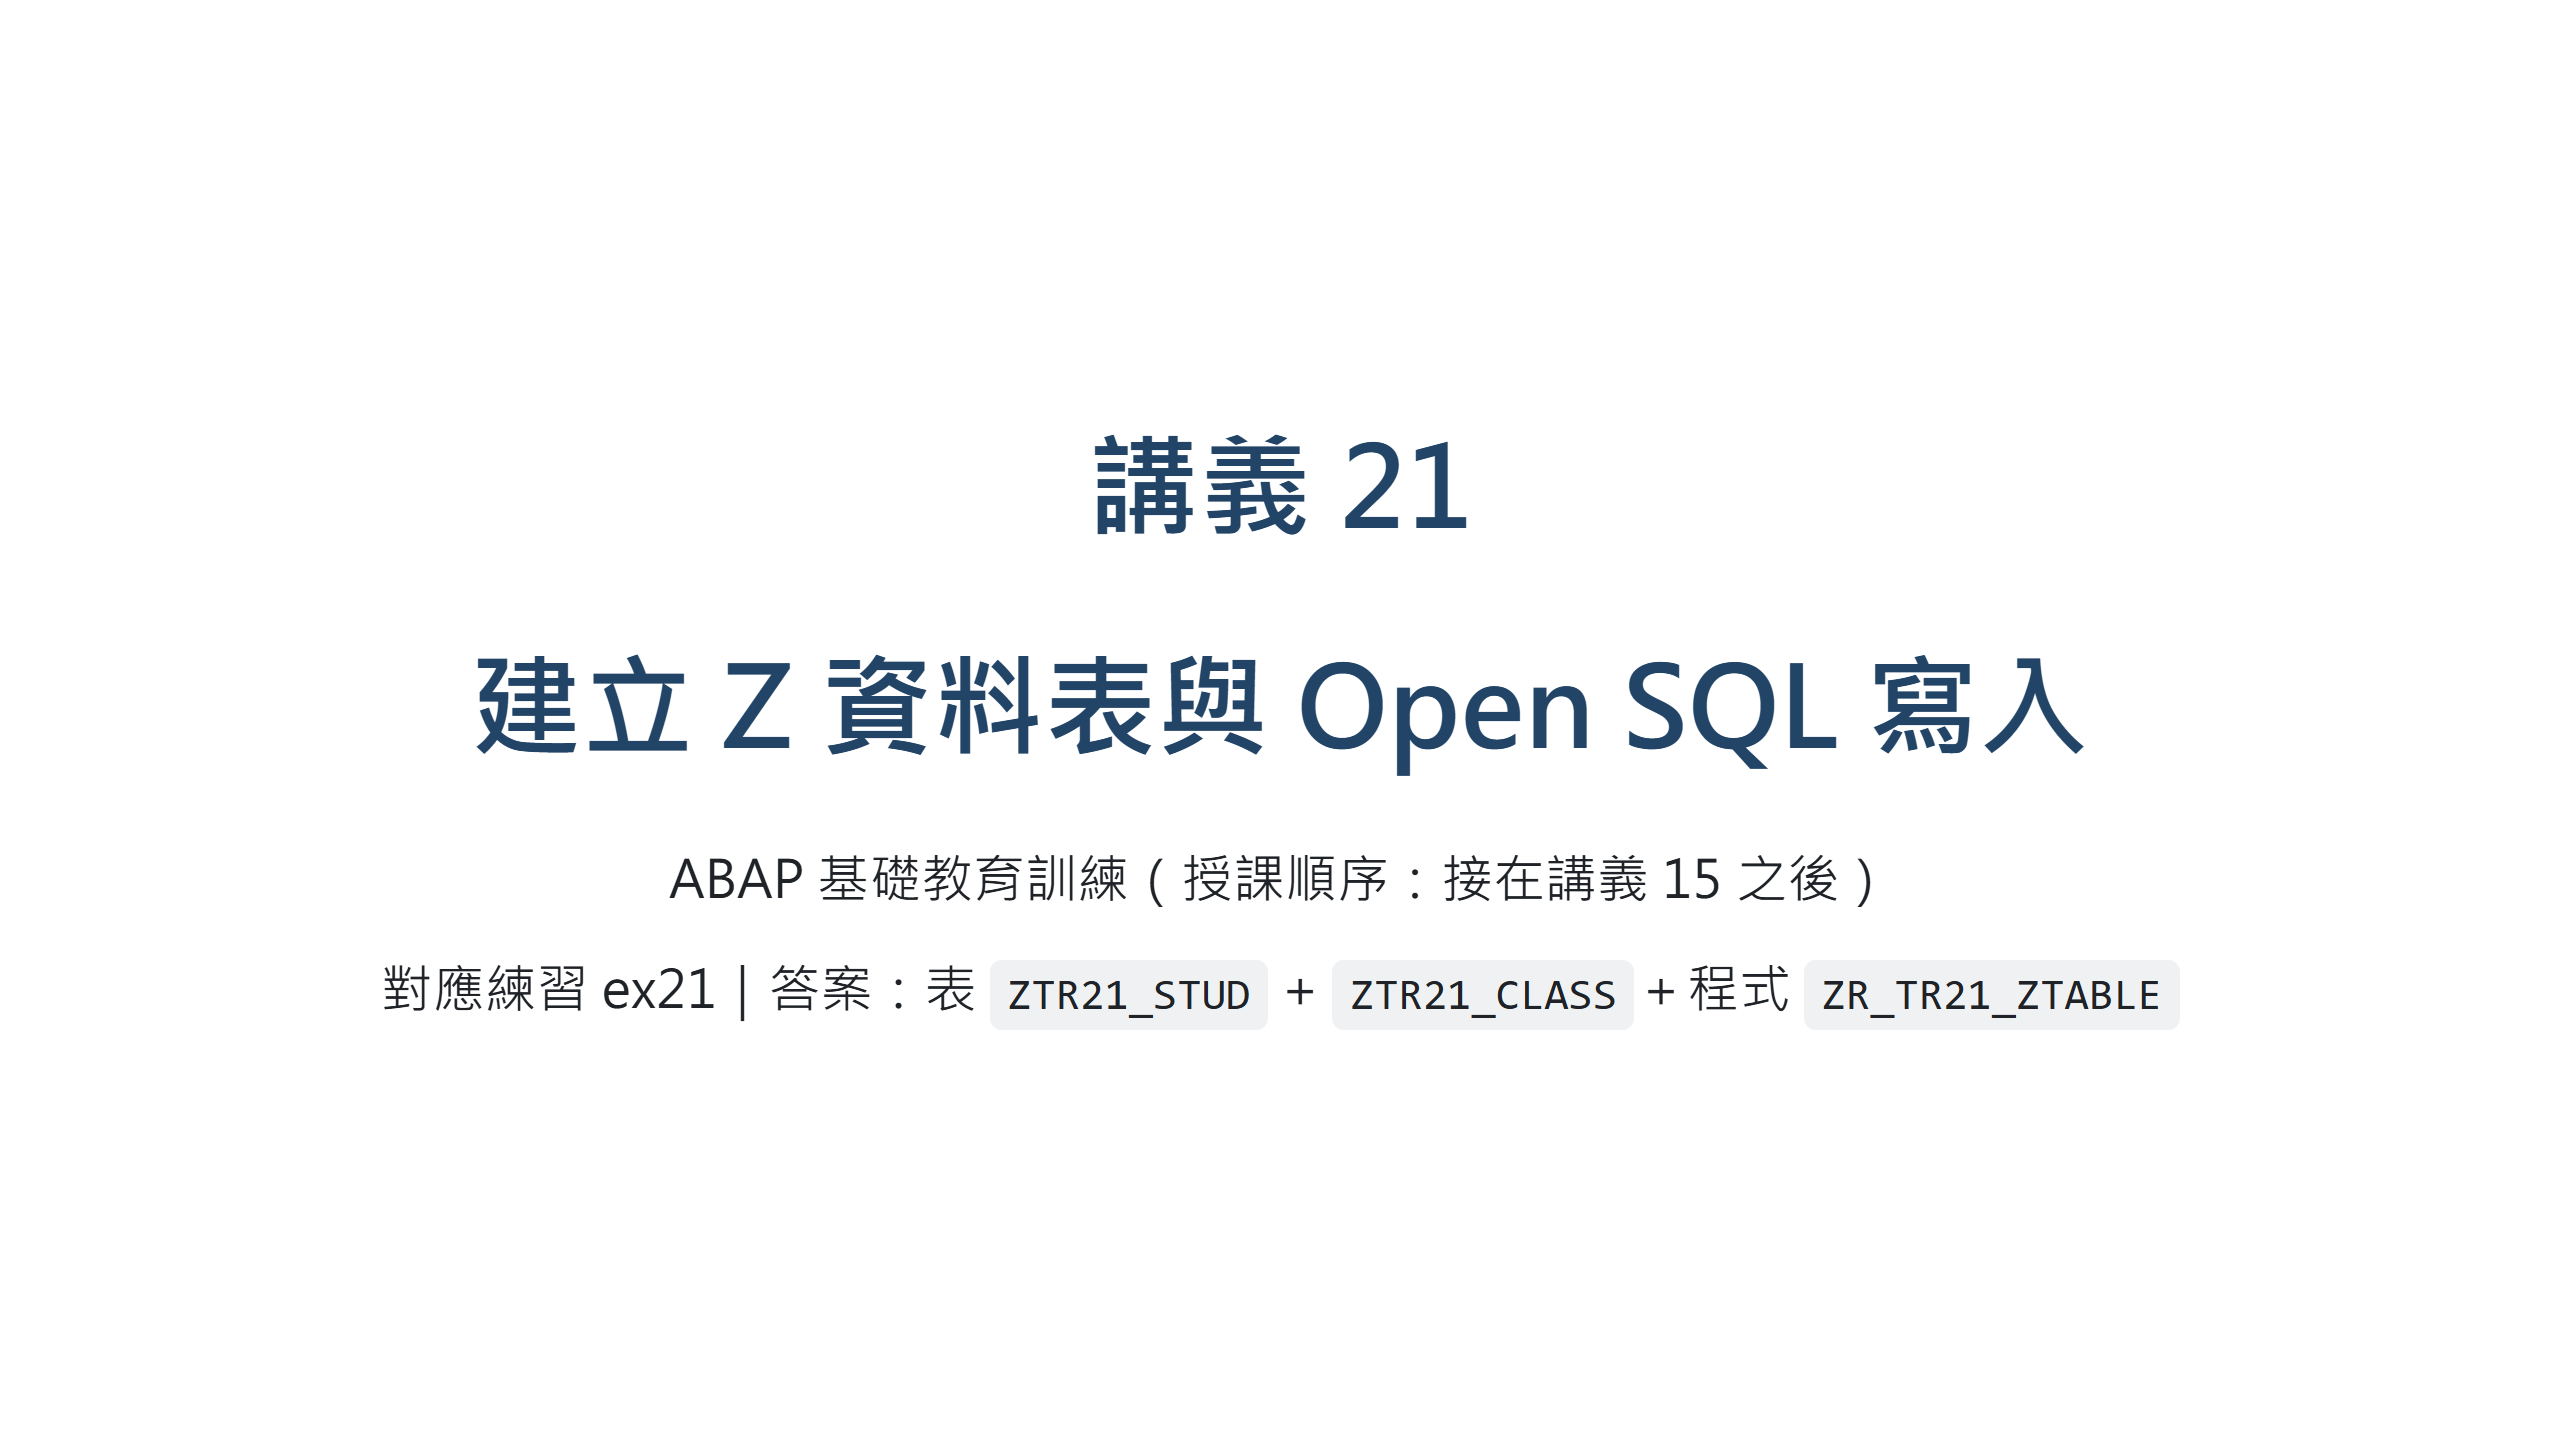 講義 21
建立 Z 資料表與 Open SQL 寫入
ABAP 基礎教育訓練（授課順序：接在講義 15 之後）
對應練習 ex21｜答案：表 ZTR21_STUD + ZTR21_CLASS + 程式 ZR_TR21_ZTABLE